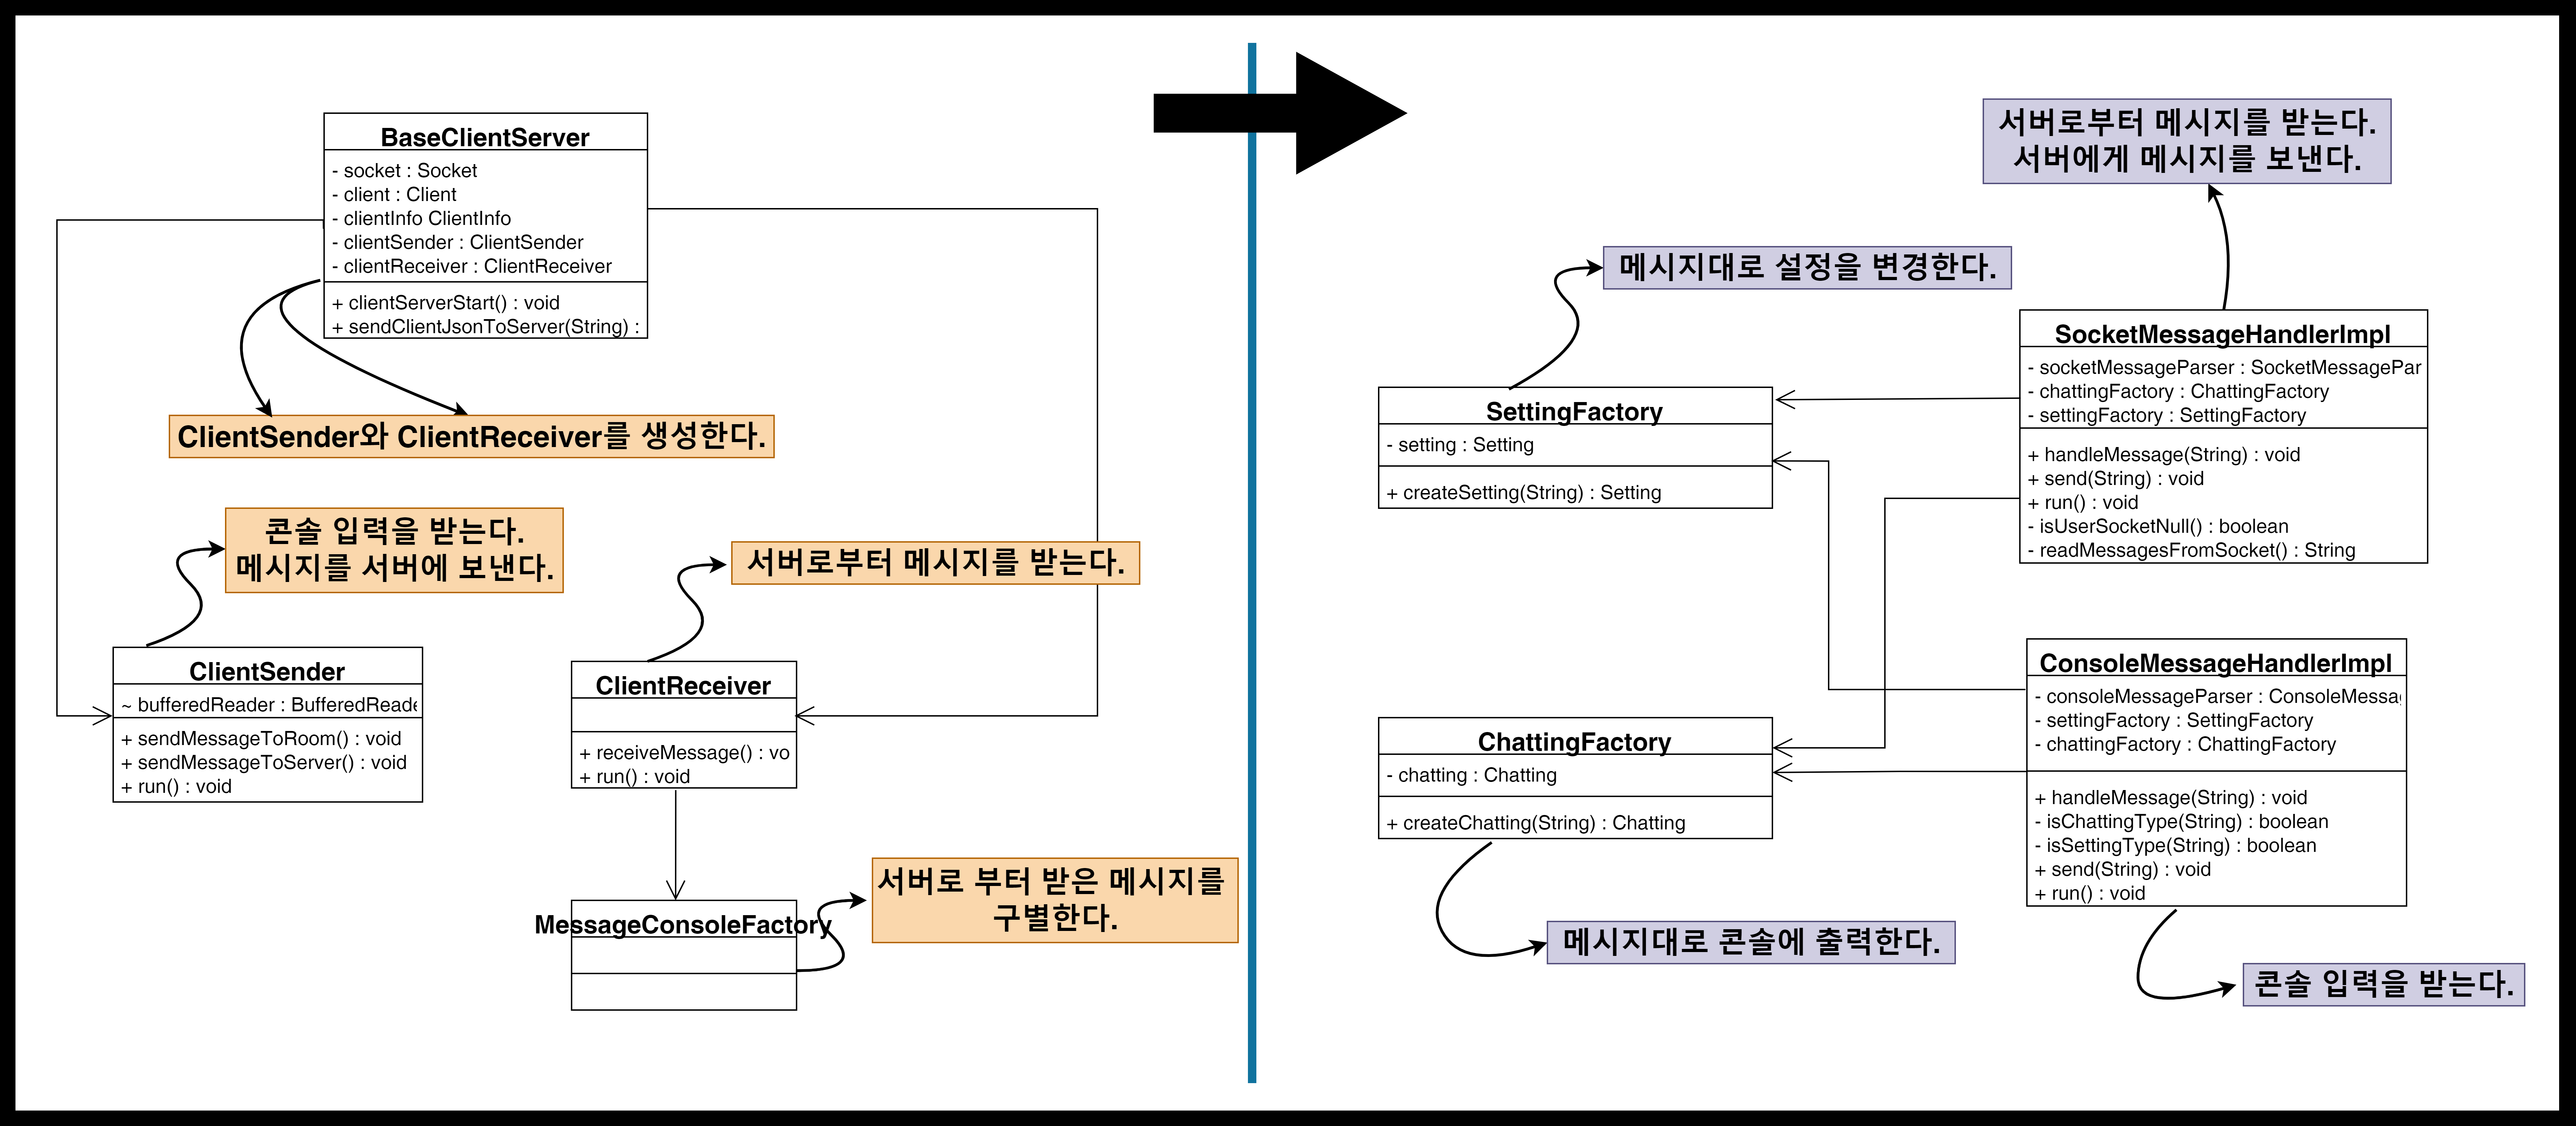 BaseClientServer
- socket : Socket
- client : Client
- clientInfo ClientInfo
- clientSender : ClientSender
- clientReceiver : ClientReceiver
+ clientServerStart() : void
+ sendClientJsonToServer(String) :
ClientSender와 ClientReceiver를 생성한다.
콘솔 입력을 받는다.
메시지를 서버에 보낸다.
서버로부터 메시지를 받는다.
ClientSender
~ bufferedReader : BufferedReade
+ sendMessageToRoom() : void
+ sendMessageToServer() : void
+ run() : void
ClientReceiver
+ receiveMessage() : vo
+ run() : void
MessageConsoleFactory
서버로 부터 받은 메시지를
구별한다.
서버로부터 메시지를 받는다.
서버에게 메시지를 보낸다.
메시지대로 설정을 변경한다.
SocketMessageHandlerImpl
- socketMessageParser : SocketMessagePar
- chattingFactory : ChattingFactory
- settingFactory : SettingFactory
+ handleMessage(String) : void
+ send(String) : void
+ run() : void
- isUserSocketNull() : boolean
- readMessagesFromSocket() : String
SettingFactory
- setting : Setting
+ createSetting(String) : Setting
ConsoleMessageHandlerImpl
- consoleMessageParser : ConsoleMessag
- settingFactory : SettingFactory
- chattingFactory : ChattingFactory
+ handleMessage(String) : void
- isChattingType(String) : boolean
- isSettingType(String) : boolean
+ send(String) : void
+ run() : void
ChattingFactory
- chatting : Chatting
+ createChatting(String) : Chatting
메시지대로 콘솔에 출력한다.
콘솔 입력을 받는다.